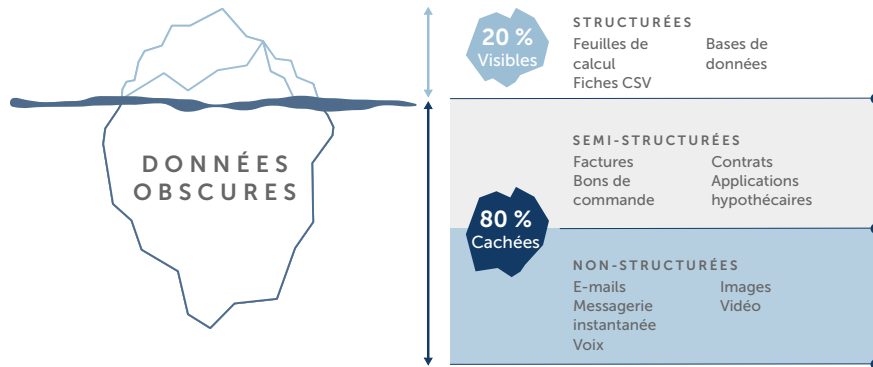 DONNÉES
OBSCURES
20 %
Visibles
STRUCTURÉES
Feuilles de
calcul
Fiches CSV
Bases de
données
80 %
Cachées
SEMI-STRUCTURÉES
Factures
Bons de
commande
Contrats
Applications
hypothécaires
NON-STRUCTURÉES
E-mails
Messagerie
instantanée
Voix
Images
Vidéo